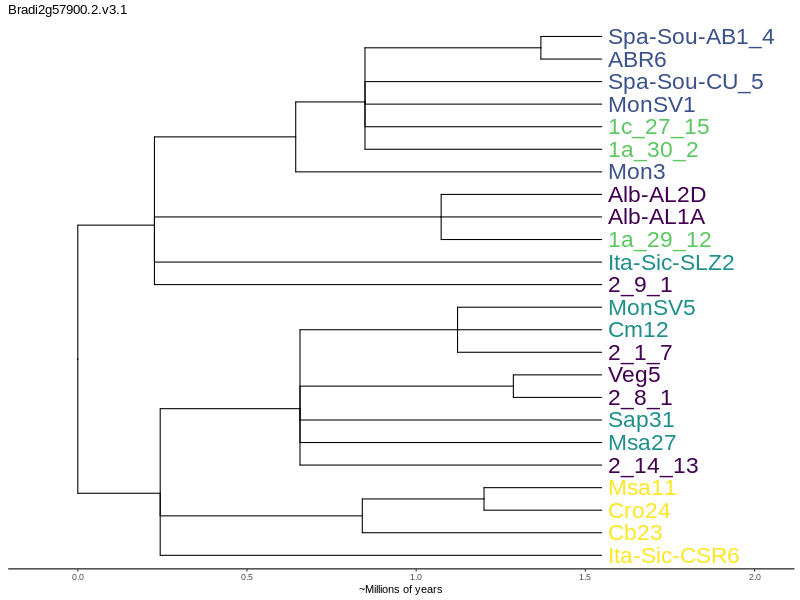 Bradi2g57900.2.v3.1
Spa-Sou-AB1_4
ABR6
Spa-Sou-CU_5
MonSV1
1c_27_15
1a_30_2
Mon3
Alb-AL2D
Alb-AL1A
1a_29_12
Ita-Sic-SLZ2
2_9_1
MonSV5
Cm12
2_1_7
Veg5
2_8_1
Sap31
Msa27
2_14_13
Msa11
Cro24
Cb23
Ita-Sic-CSR6
0.0 0.5 1.0 1.5 2.0
~Millions of years